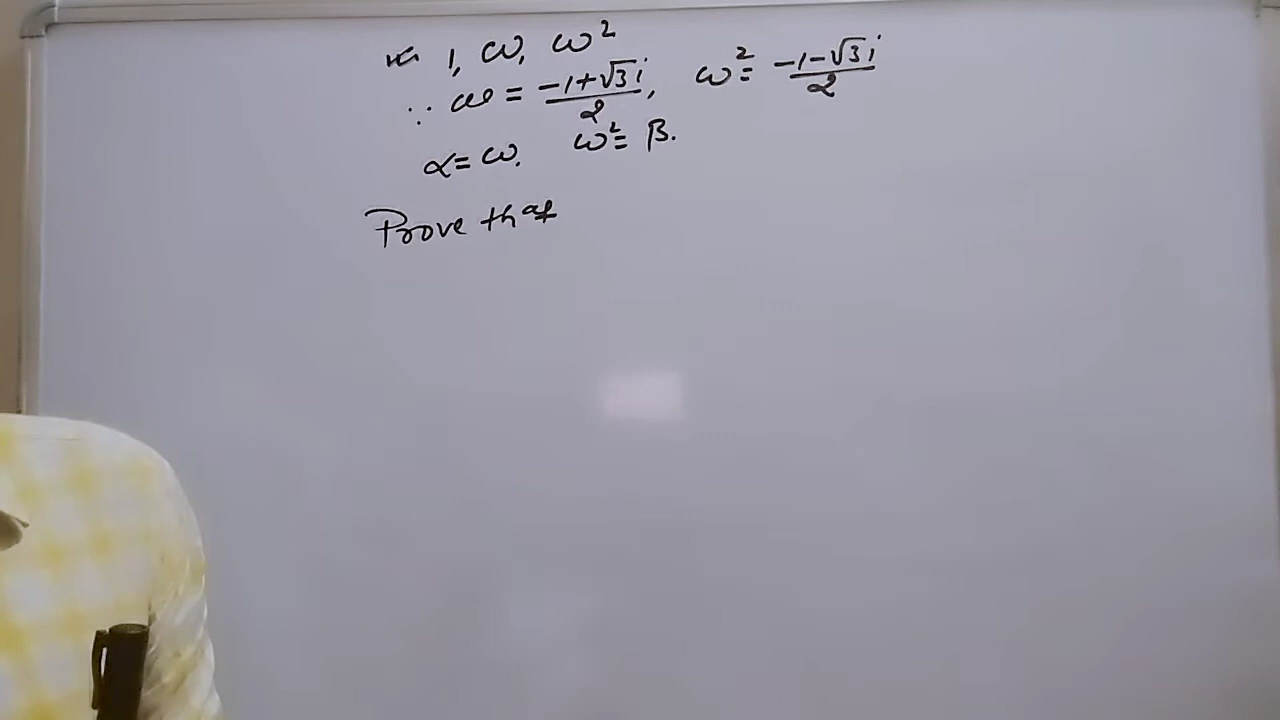 1, ω, ω²
∴ ω = -1+√3i/2, ω² = -1-√3i/2
α = ω, ω² = β.
Prove that